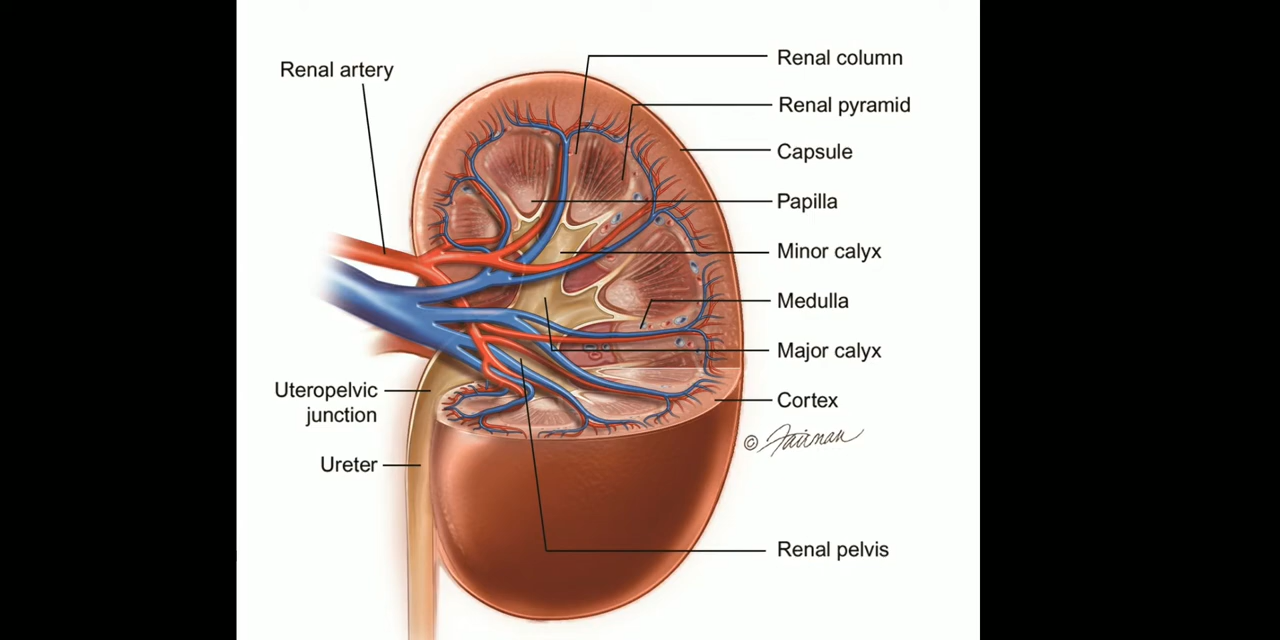 Renal artery
Renal column
Renal pyramid
Capsule
Papilla
Minor calyx
Medulla
Major calyx
Uteropelvic
junction
Cortex
© Fairman
Ureter
Renal pelvis